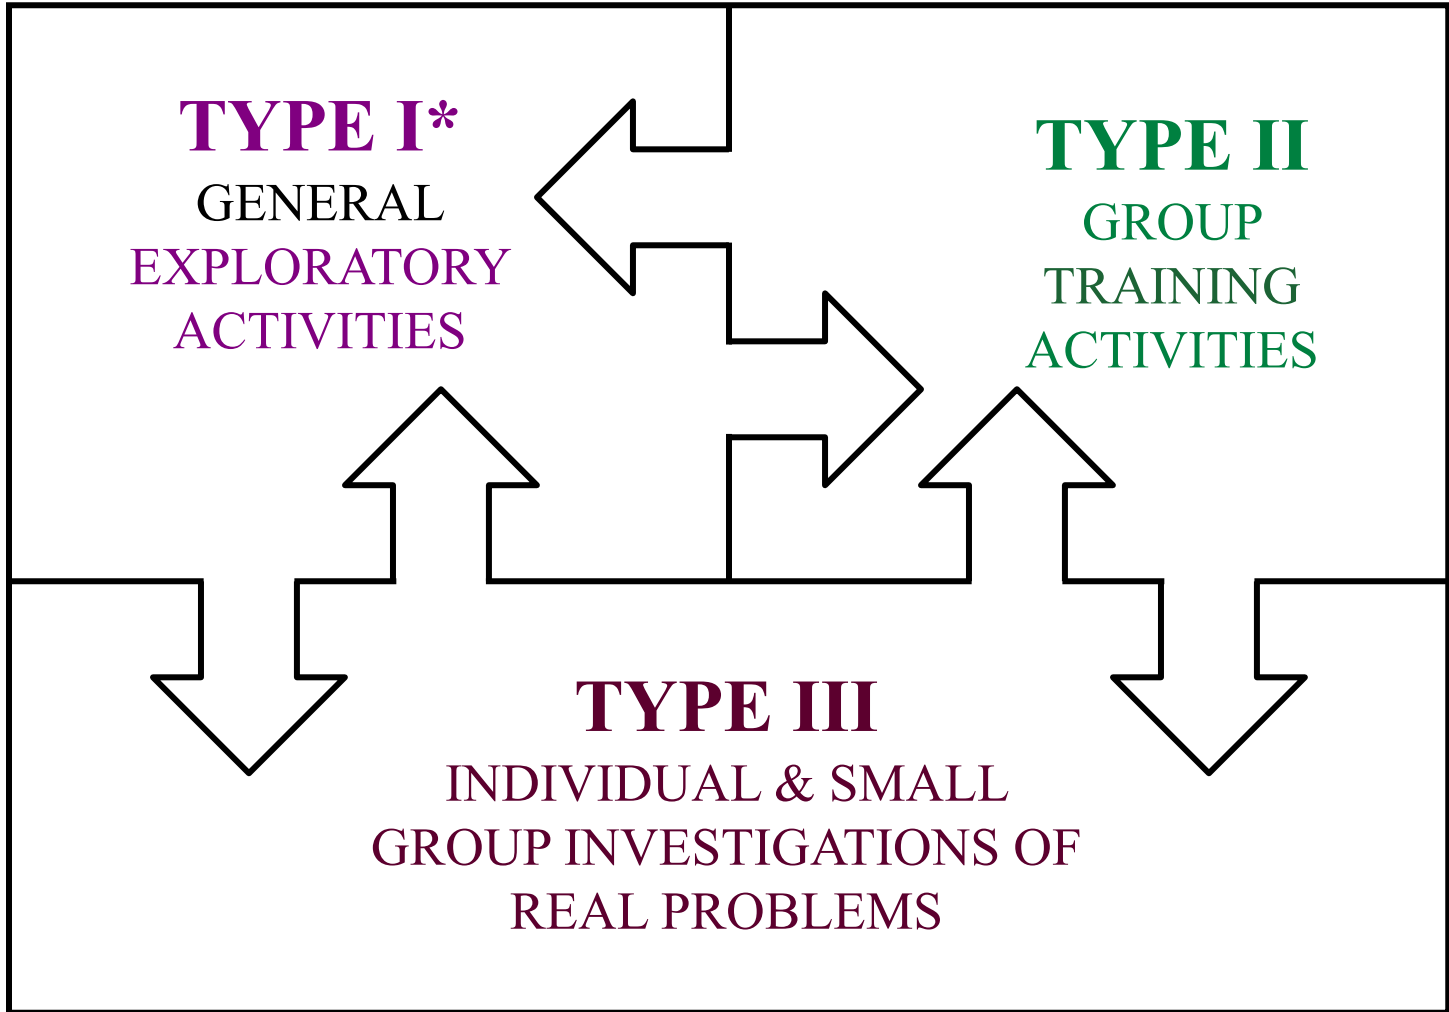 TYPE I*
GENERAL
EXPLORATORY
ACTIVITIES
TYPE II
GROUP
TRAINING
ACTIVITIES
TYPE III
INDIVIDUAL & SMALL
GROUP INVESTIGATIONS OF
REAL PROBLEMS